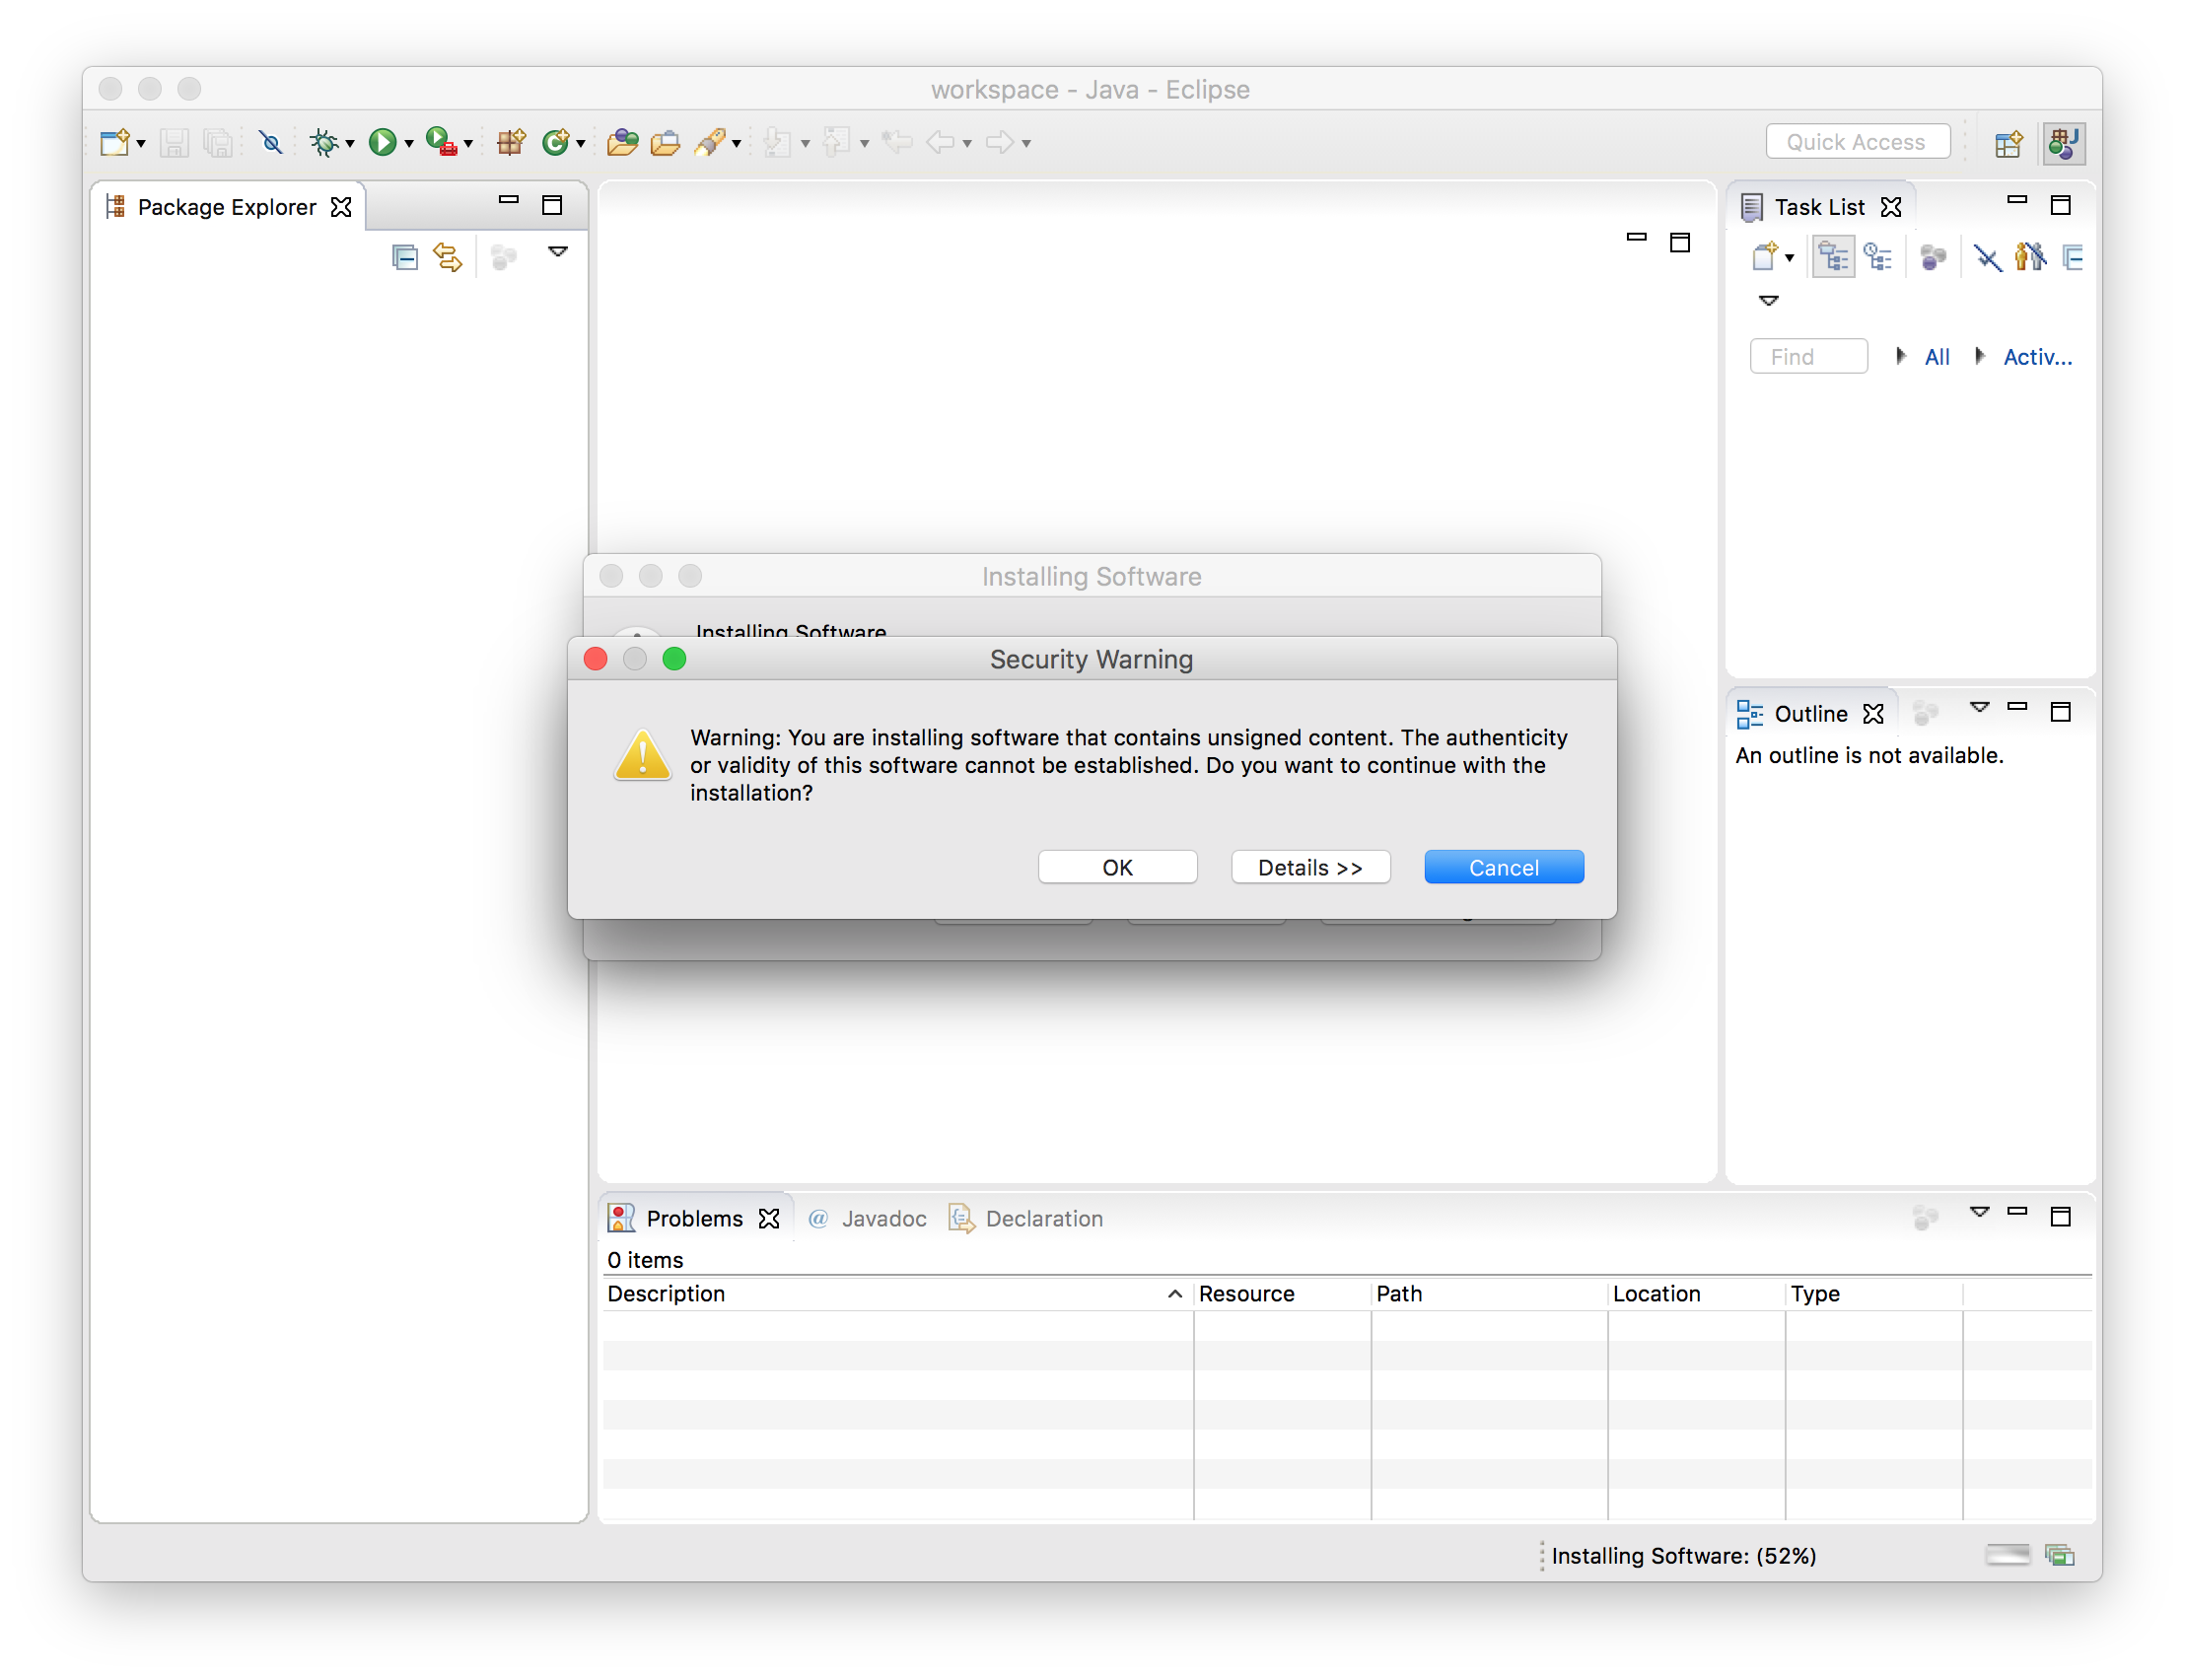 workspace - Java - Eclipse
Quick Access
Package Explorer
Task List
Find
All
Activ...
Installing Software
Installing Software
Security Warning
Warning: You are installing software that contains unsigned content. The authenticity
or validity of this software cannot be established. Do you want to continue with the
installation?
OK
Details >>
Cancel
Outline
An outline is not available.
Problems
@ Javadoc
Declaration
0 items
Description
Resource
Path
Location
Type
Installing Software: (52%)